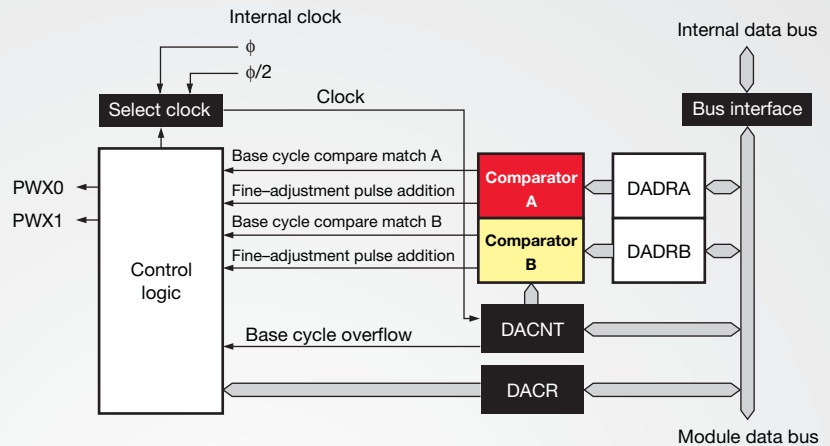 Internal clock
Internal data bus
ϕ
ϕ/2
Clock
Select clock
Bus interface
Base cycle compare match A
Comparator
A
DADRA
PWX0
Fine–adjustment pulse addition
PWX1
Base cycle compare match B
Comparator
B
DADRB
Fine–adjustment pulse addition
Control
logic
DACNT
Base cycle overflow
DACR
Module data bus